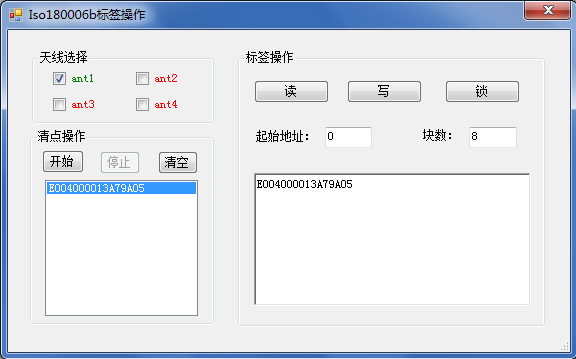 Iso180006b标签操作
天线选择
ant1 ant2
ant3 ant4
清点操作
开始 停止 清空
E004000013A79A05
标签操作
读 写 锁
起始地址: 0 块数: 8
E004000013A79A05